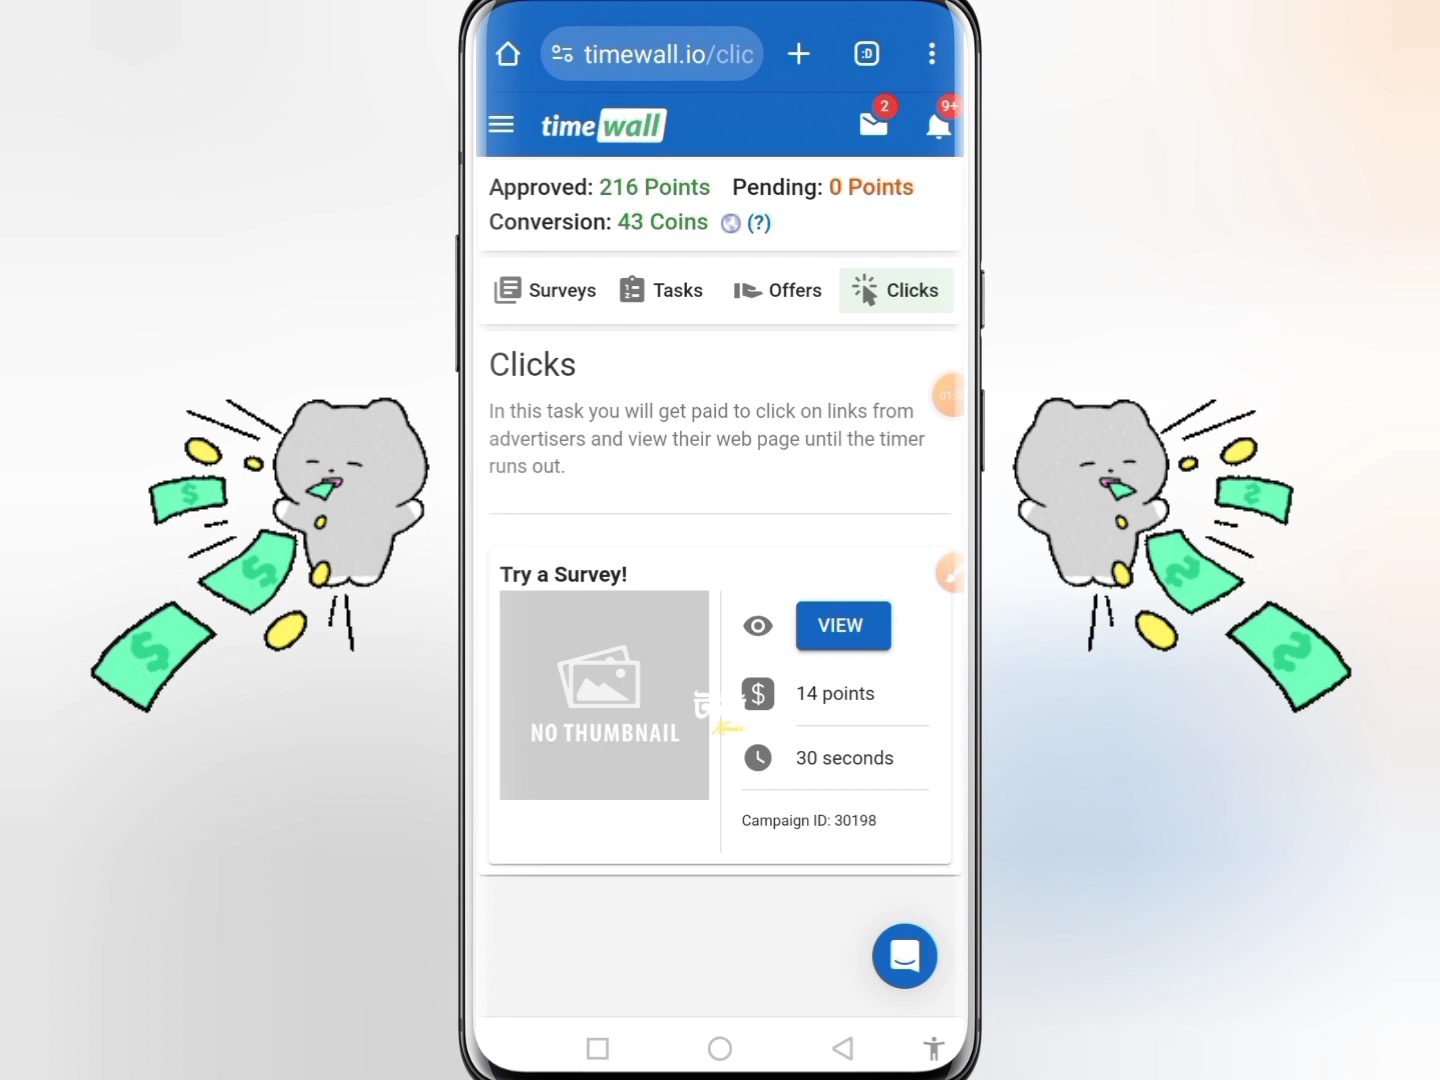 timewall.io/clic
:D
time wall
2
9+
Approved: 216 Points Pending: 0 Points
Conversion: 43 Coins (?)
Surveys Tasks Offers Clicks
Clicks
In this task you will get paid to click on links from
advertisers and view their web page until the timer
runs out.
Try a Survey!
VIEW
NO THUMBNAIL
$ 14 points
30 seconds
Campaign ID: 30198